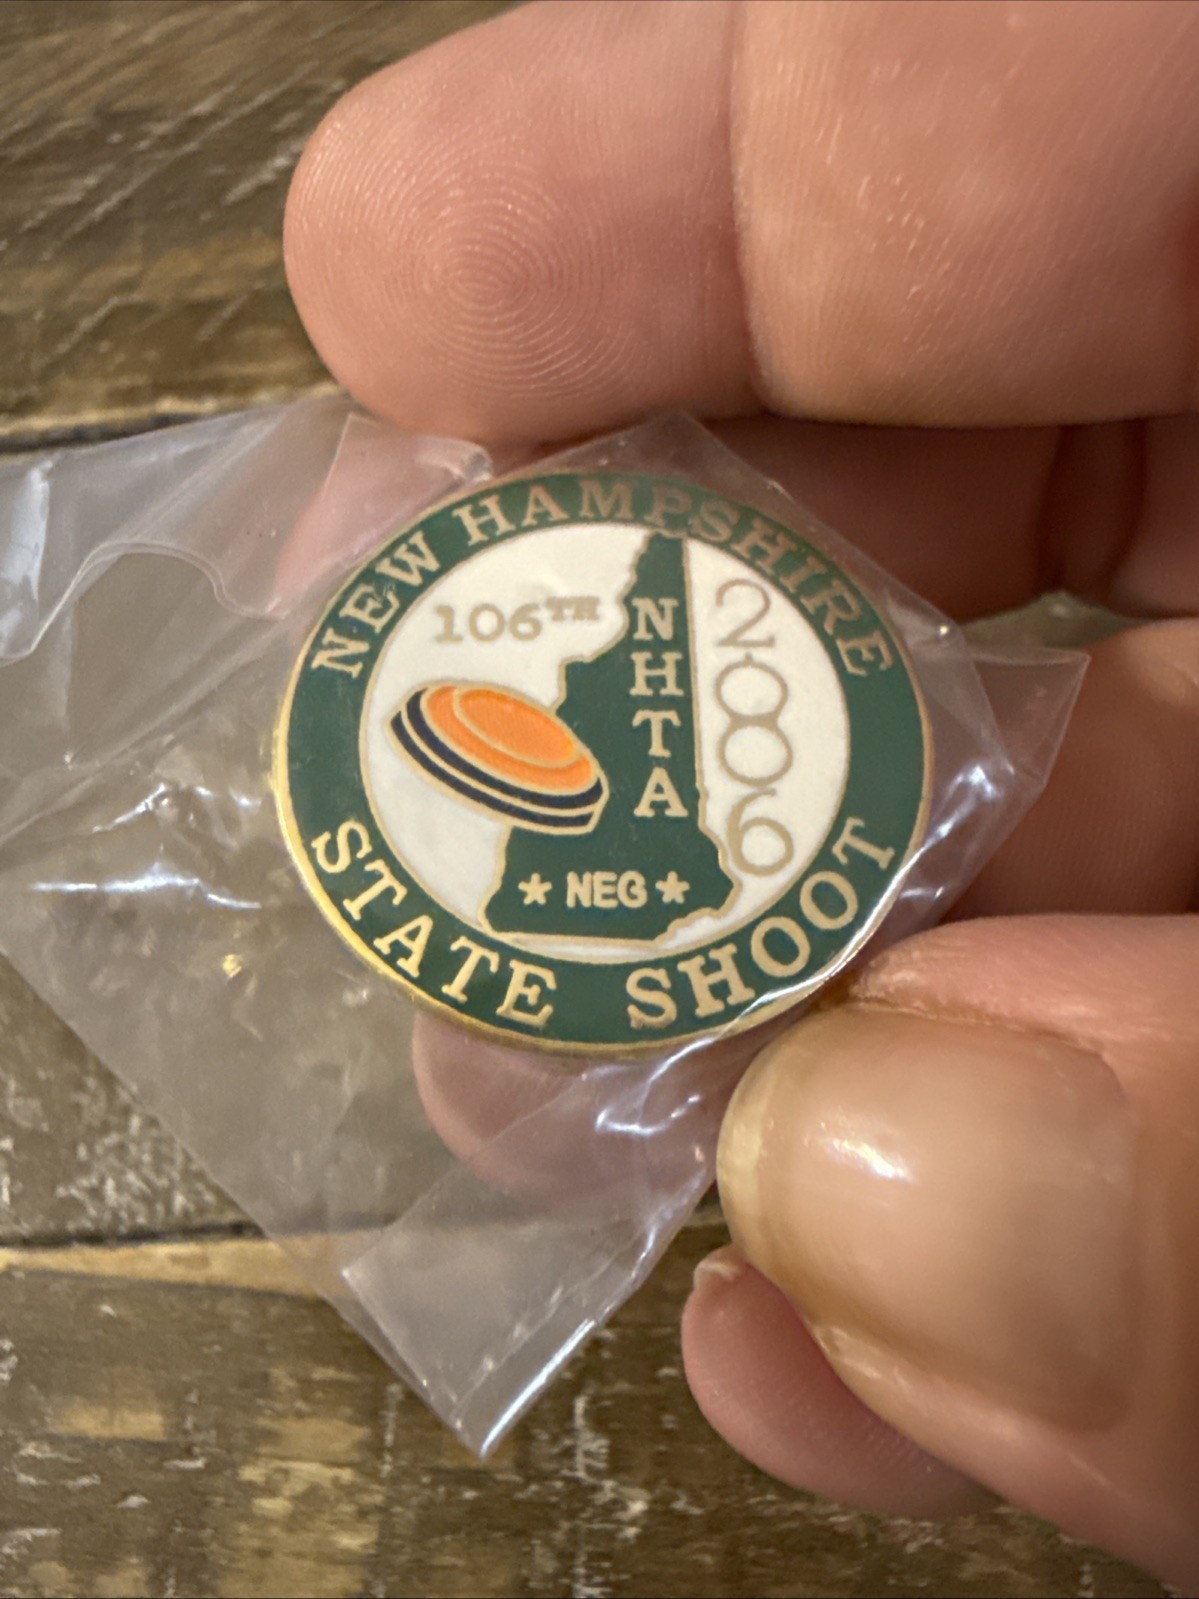 NEW HAMPSHIRE
106TH
NHTA
2006
★ NEG ★
STATE SHOOT